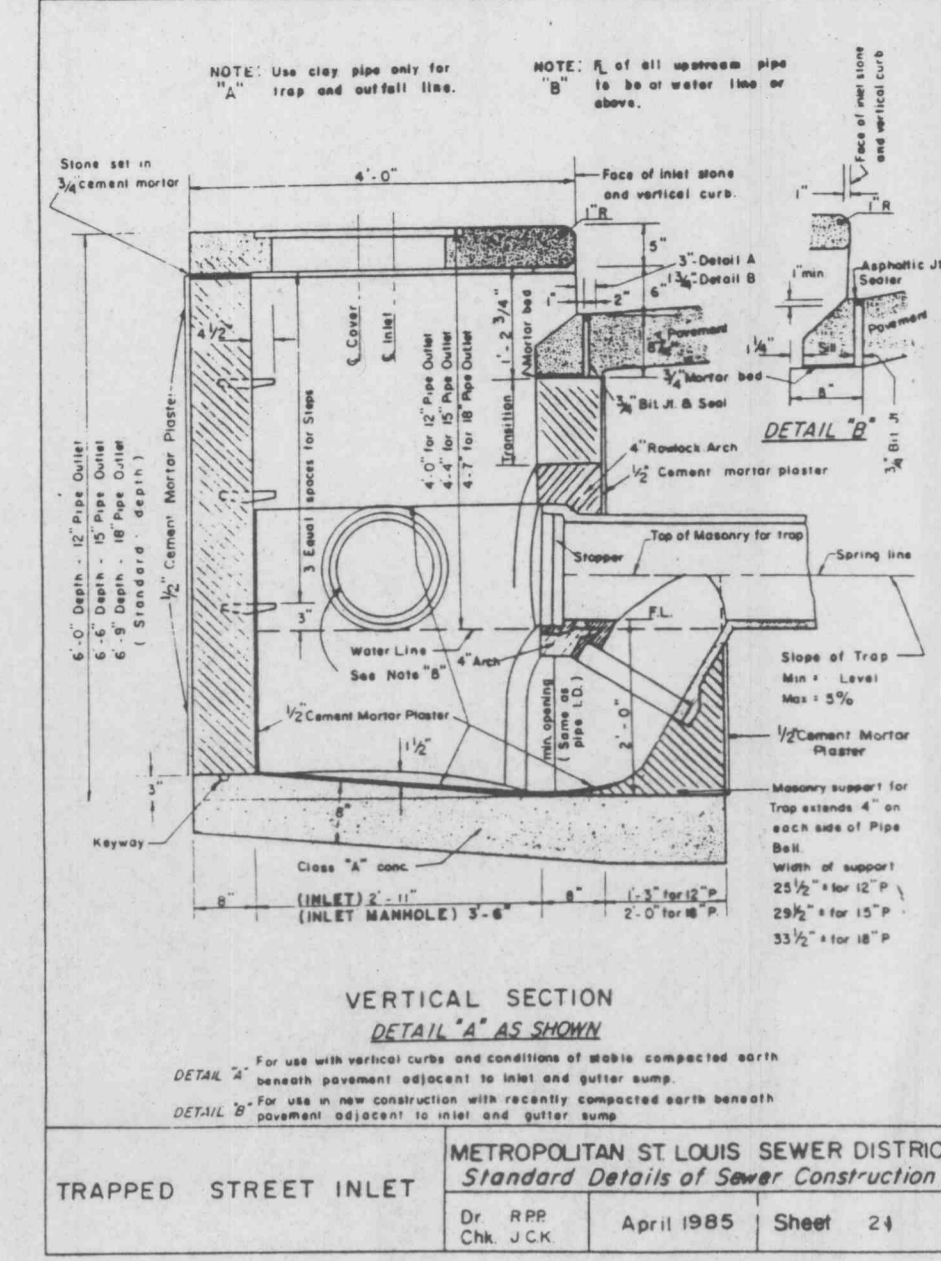 NOTE: Use clay pipe only for
"A" trap and outfall line.
NOTE: FL of all upstream pipe
"B" to be at water line or
above.
Face of inlet stone
and vertical curb
Stone set in
3/4" cement mortar
4'-0"
Face of inlet stone
and vertical curb.
1"
1"R
1"R
5"
3"-Detail A
1 3/4"-Detail B
6"
1"
2"
1" min.
Asphaltic Jt.
Sealer
Pavement
4 1/2"
℄ Cover
℄ Inlet
1'-2 3/4"
Mortar bed
Pavement
1 1/4"
Sill
3/4" Mortar bed
8"
3/4" Bit. Jt. & Seal
3/4" Bit Jt
DETAIL "B"
Transition
4" Rowlock Arch
1/2" Cement mortar plaster
6'-0" Depth - 12" Pipe Outlet
6'-6" Depth - 15" Pipe Outlet
6'-9" Depth - 18" Pipe Outlet
(Standard depth)
1/2" Cement Mortar Plaster
3 Equal spaces for Steps
4'-0" for 12" Pipe Outlet
4'-4" for 15" Pipe Outlet
4'-7" for 18" Pipe Outlet
Stopper
Top of Masonry for trap
Spring line
3"
F.L.
Water Line
See Note "B"
4" Arch
Slope of Trap
Min = Level
Max = 5%
min. opening
(Same as
pipe I.D.)
2'-0"
1/2" Cement Mortar Plaster
1 1/2"
1/2" Cement Mortar
Plaster
3"
8"
Masonry support for
Trap extends 4" on
each side of Pipe
Bell.
Width of support
25 1/2" = for 12" P
29 1/2" = for 15" P
33 1/2" = for 18" P
Keyway
Class "A" conc.
8"
(INLET) 2'-11"
(INLET MANHOLE) 3'-6"
8"
1'-3" for 12" P
2'-0" for 18" P.
VERTICAL SECTION
DETAIL "A" AS SHOWN
DETAIL "A" For use with vertical curbs and conditions of stable compacted earth
beneath pavement adjacent to inlet and gutter sump.
DETAIL "B" For use in new construction with recently compacted earth beneath
pavement adjacent to inlet and gutter sump
TRAPPED STREET INLET
METROPOLITAN ST. LOUIS SEWER DISTRIC
Standard Details of Sewer Construction
Dr. R.P.P.
Chk. J.C.K.
April 1985
Sheet